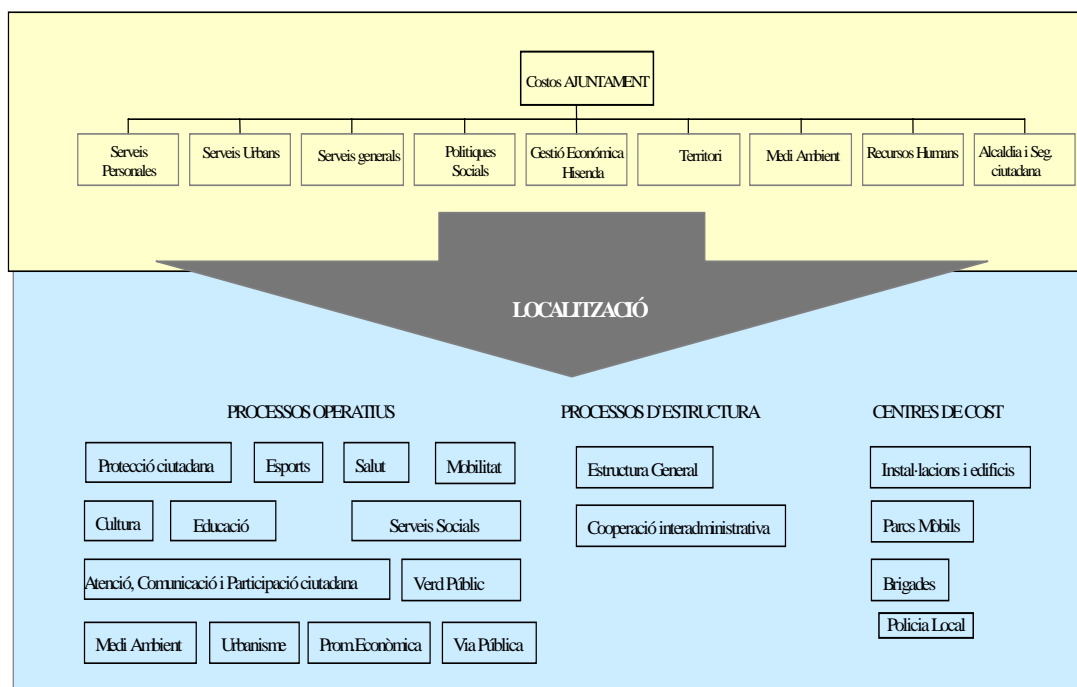 Costos AJUNTAMENT
Serveis
Personales
Serveis Urbans
Serveis generals
Politiques
Socials
Gestió Económica
Hisenda
Territori
Medi Ambient
Recursos Humans
Alcaldia i Seg.
ciutadana
LOCALITZACIÓ
PROCESSOS OPERATIUS
PROCESSOS D'ESTRUCTURA
CENTRES DE COST
Protecció ciutadana
Esports
Salut
Mobilitat
Estructura General
Instal·lacions i edificis
Cultura
Educació
Serveis Socials
Cooperació interadministrativa
Parcs Mòbils
Atenció, Comunicació i Participació ciutadana
Verd Públic
Brigades
Policia Local
Medi Ambient
Urbanisme
Prom.Econòmica
Via Pública